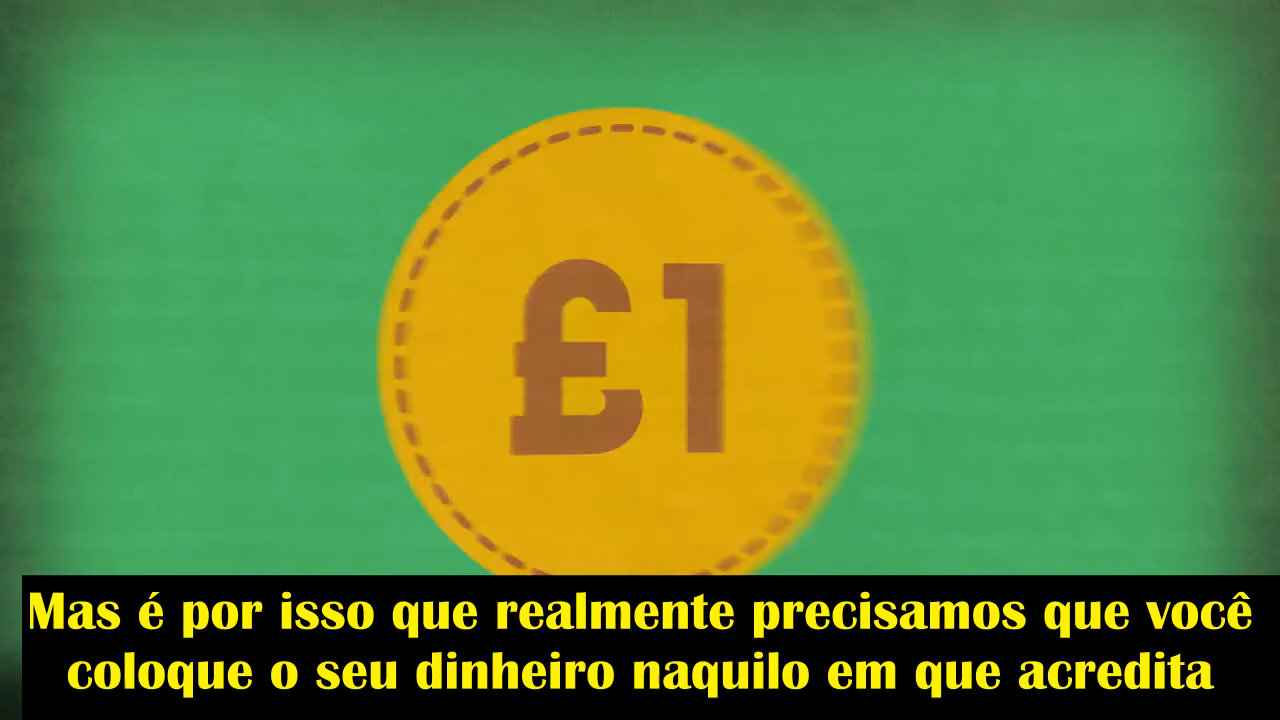 £1
Mas é por isso que realmente precisamos que você
coloque o seu dinheiro naquilo em que acredita